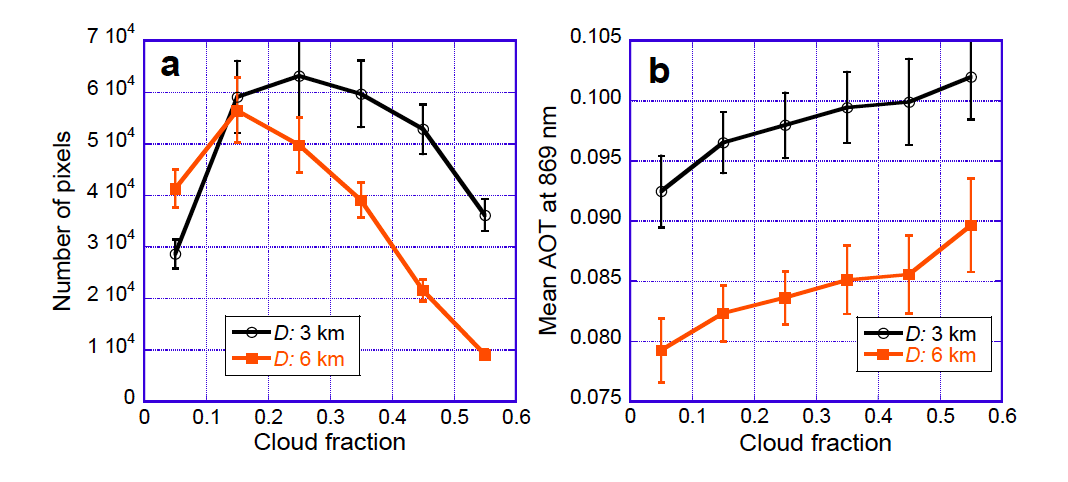 a
7 10⁴
6 10⁴
5 10⁴
4 10⁴
3 10⁴
2 10⁴
1 10⁴
0
Number of pixels
0 0.1 0.2 0.3 0.4 0.5 0.6
Cloud fraction
D: 3 km
D: 6 km
b
0.105
0.100
0.095
0.090
0.085
0.080
0.075
Mean AOT at 869 nm
0 0.1 0.2 0.3 0.4 0.5 0.6
Cloud fraction
D: 3 km
D: 6 km